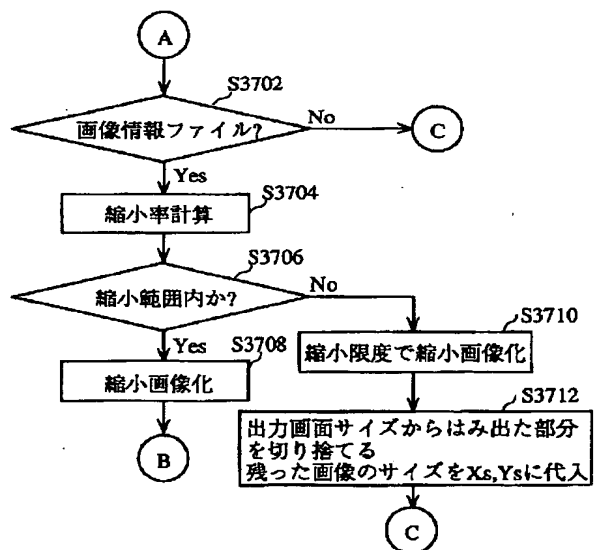 A
S3702
画像情報ファイル?
No
C
Yes
S3704
縮小率計算
S3706
縮小範囲内か?
No
Yes
S3708
縮小画像化
B
S3710
縮小限度で縮小画像化
S3712
出力画面サイズからはみ出た部分
を切り捨てる
残った画像のサイズをXs,Ysに代入
C